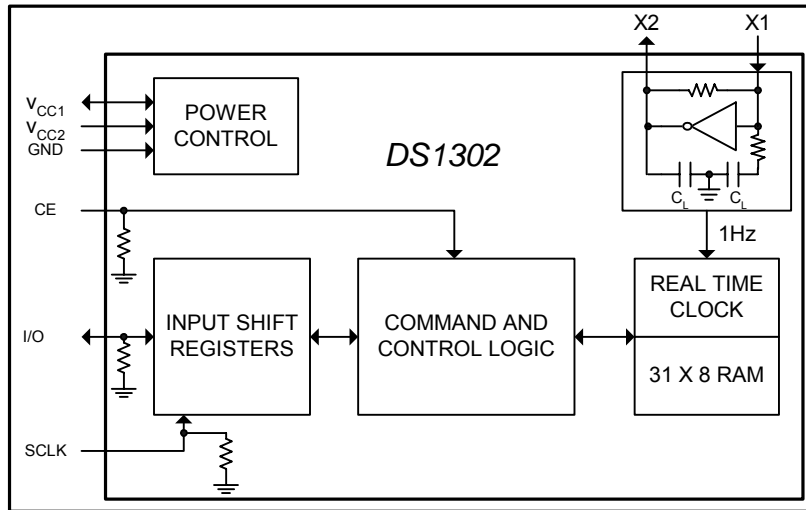 X2 X1
VCC1
VCC2
GND
POWER
CONTROL
DS1302
CL CL
CE
1Hz
I/O
INPUT SHIFT
REGISTERS
COMMAND AND
CONTROL LOGIC
REAL TIME
CLOCK
31 X 8 RAM
SCLK